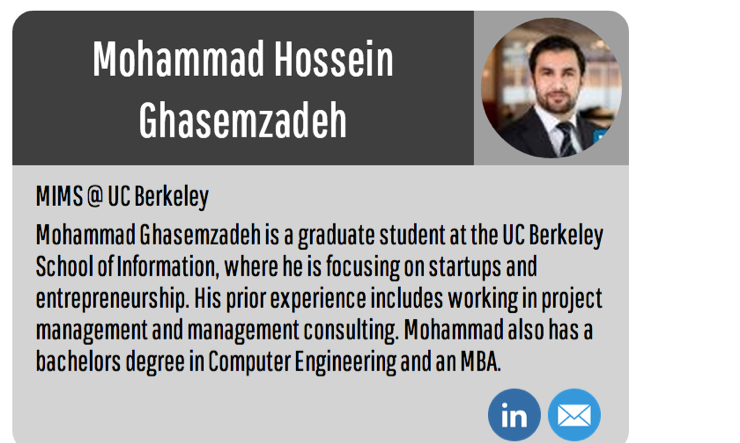 Mohammad Hossein
Ghasemzadeh
MIMS @ UC Berkeley
Mohammad Ghasemzadeh is a graduate student at the UC Berkeley
School of Information, where he is focusing on startups and
entrepreneurship. His prior experience includes working in project
management and management consulting. Mohammad also has a
bachelors degree in Computer Engineering and an MBA.
in